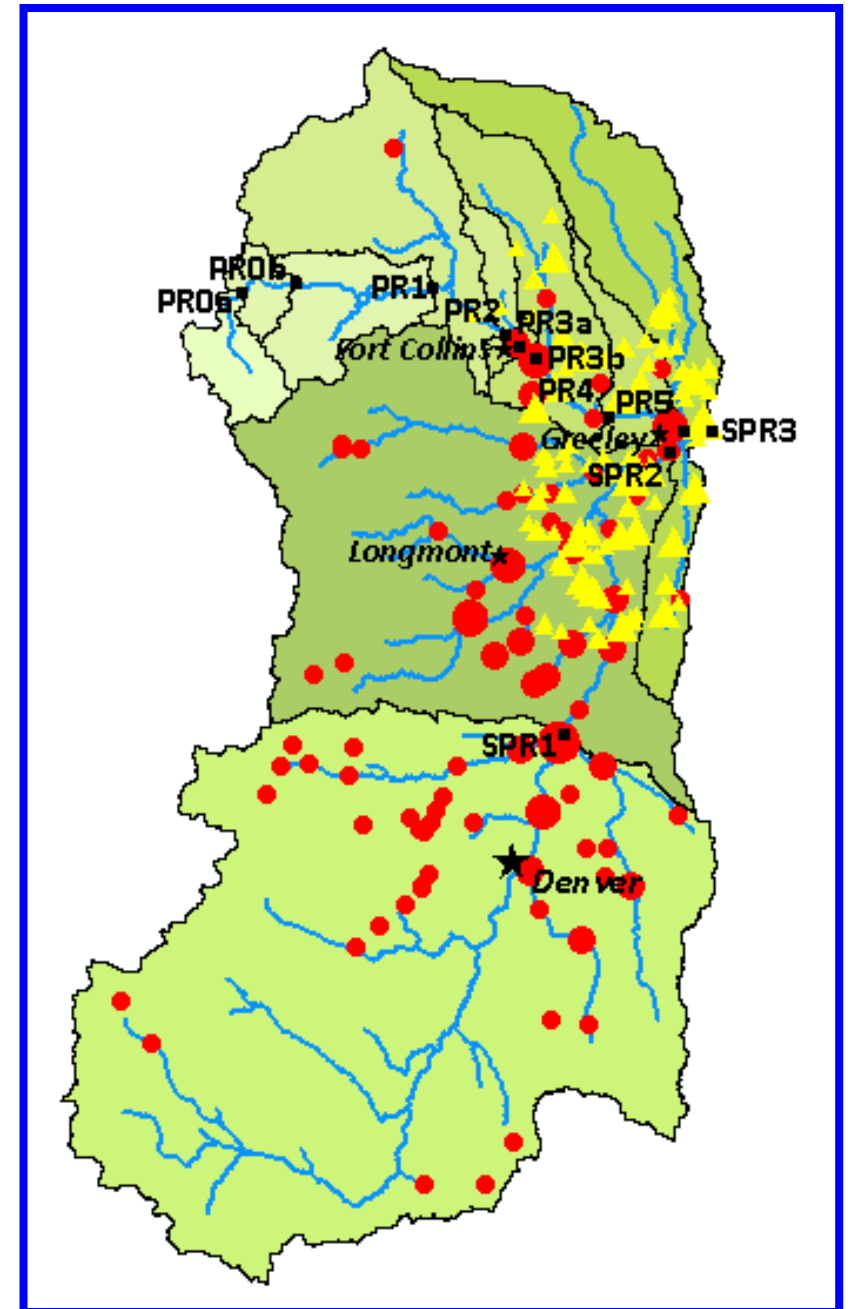 PR0b
PR0a
PR1
PR2
PR3a
Fort Collins
PR3b
PR4
PR5
Greeley
SPR3
SPR2
Longmont
SPR1
Denver